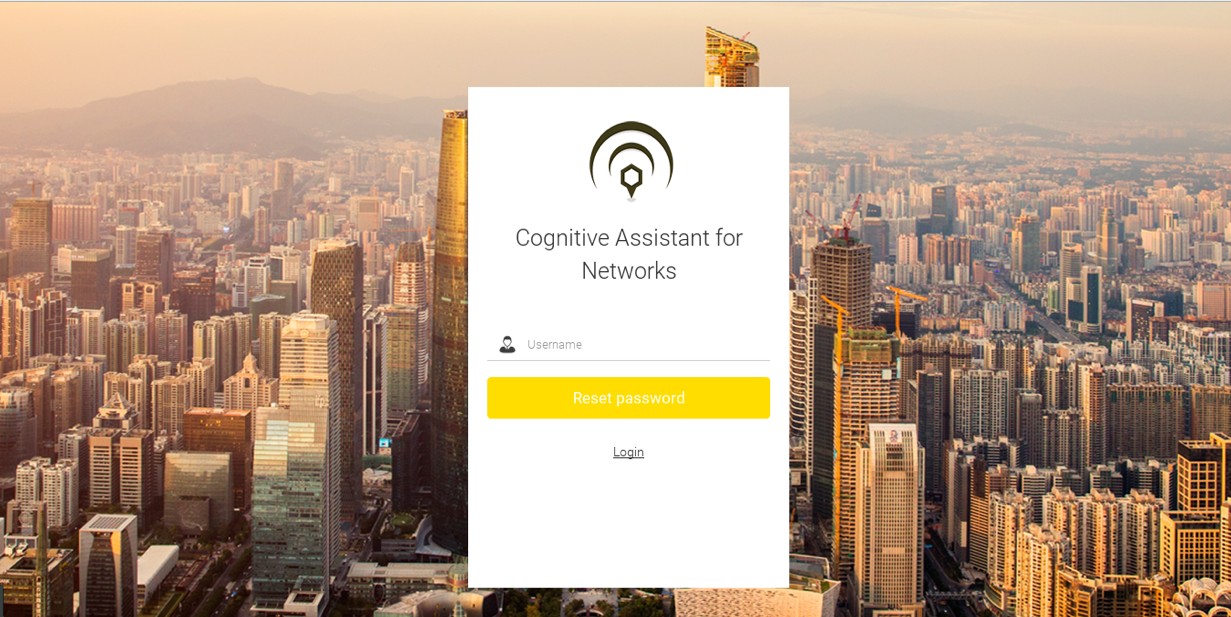 Cognitive Assistant for
Networks
Username
Reset password
Login